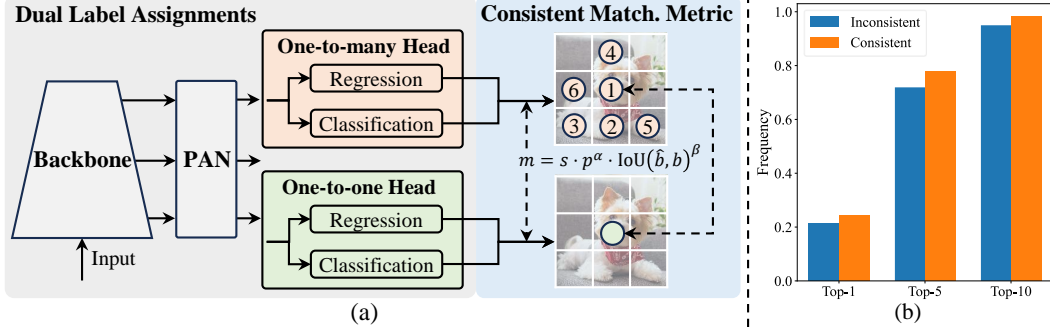 Dual Label Assignments
Consistent Match. Metric
One-to-many Head
Regression
Classification
Backbone
PAN
One-to-one Head
Regression
Classification
Input
4
6 1
3 2 5
m = s · p^α · IoU(b̂, b)^β
(a)
Inconsistent
Consistent
Frequency
1.0
0.8
0.6
0.4
0.2
0.0
Top-1 Top-5 Top-10
(b)